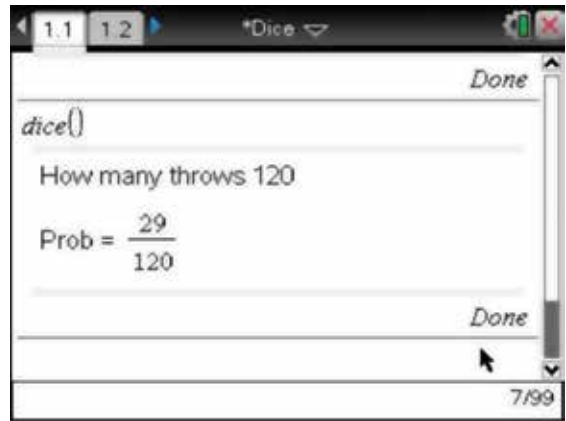 1.1 1.2 *Dice
Done
dice()
How many throws 120
Prob = 29/120
Done
7/99